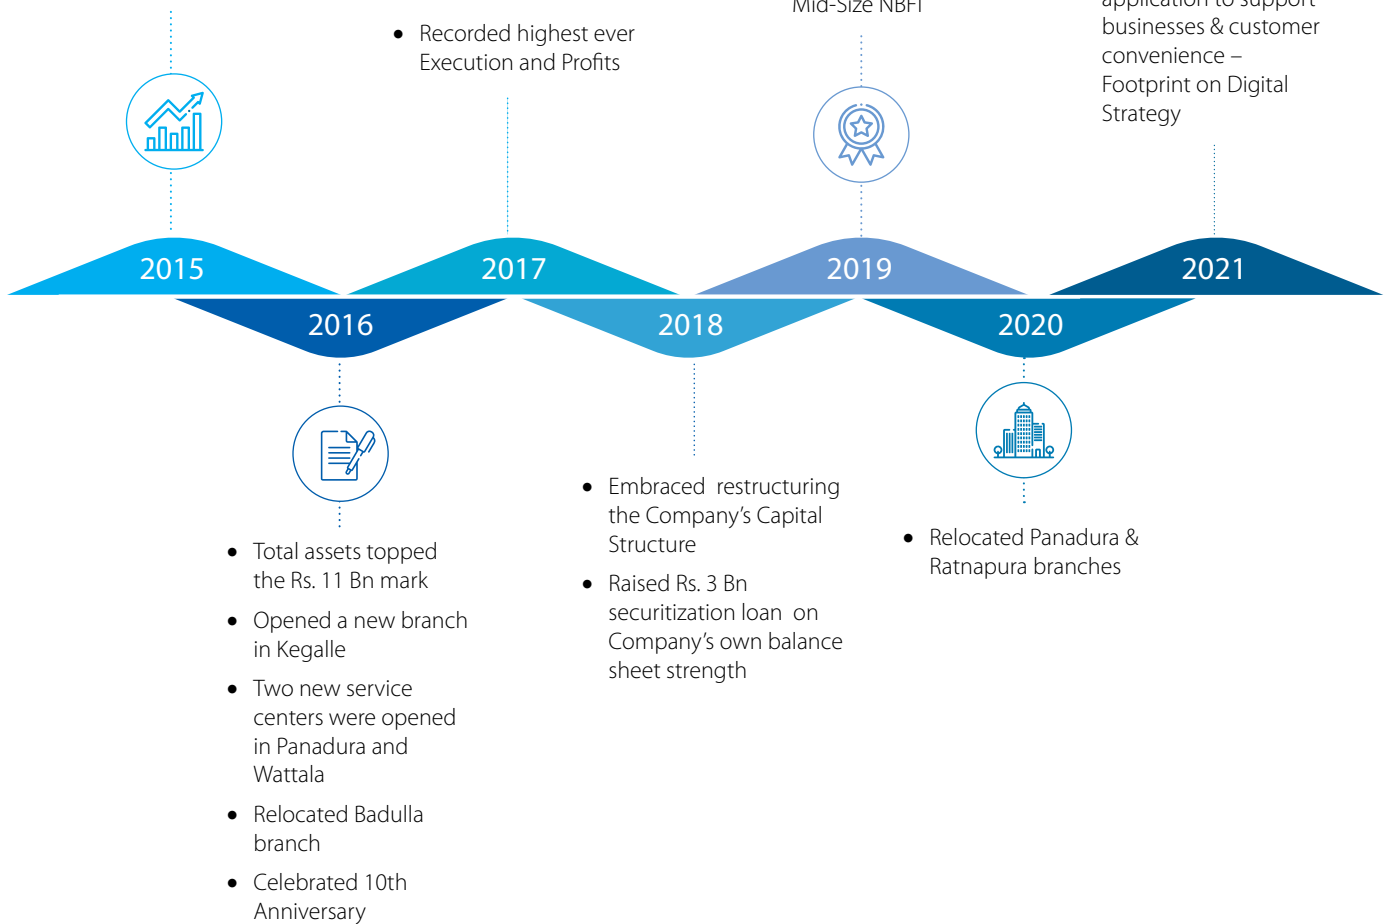 Mid-Size NBFI
application to support
businesses & customer
convenience –
Footprint on Digital
Strategy
• Recorded highest ever
Execution and Profits
2015
2017
2019
2021
2016
2018
2020
• Total assets topped
the Rs. 11 Bn mark
• Opened a new branch
in Kegalle
• Two new service
centers were opened
in Panadura and
Wattala
• Relocated Badulla
branch
• Celebrated 10th
Anniversary
• Embraced restructuring
the Company’s Capital
Structure
• Raised Rs. 3 Bn
securitization loan on
Company’s own balance
sheet strength
• Relocated Panadura &
Ratnapura branches